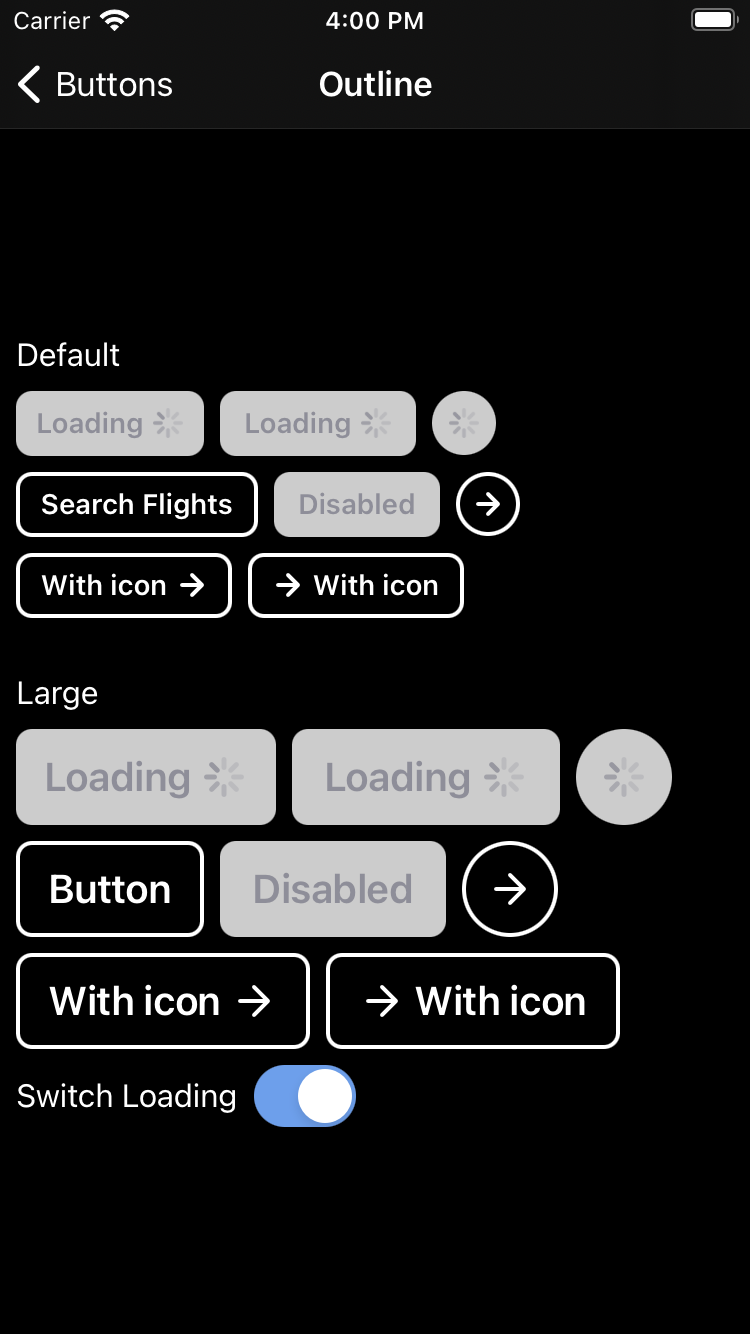 Carrier 4:00 PM
Buttons Outline
Default
Loading Loading
Search Flights Disabled
With icon With icon
Large
Loading Loading
Button Disabled
With icon With icon
Switch Loading